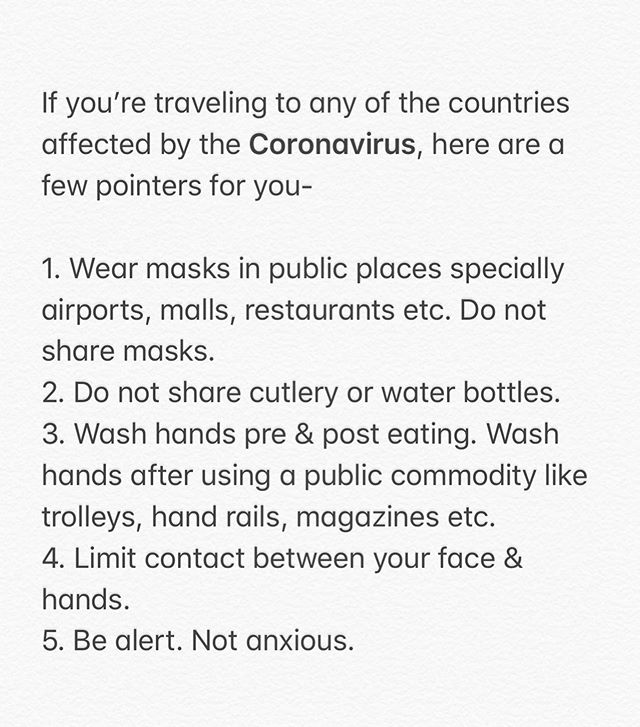 If you’re traveling to any of the countries
affected by the Coronavirus, here are a
few pointers for you-
1. Wear masks in public places specially
airports, malls, restaurants etc. Do not
share masks.
2. Do not share cutlery or water bottles.
3. Wash hands pre & post eating. Wash
hands after using a public commodity like
trolleys, hand rails, magazines etc.
4. Limit contact between your face &
hands.
5. Be alert. Not anxious.